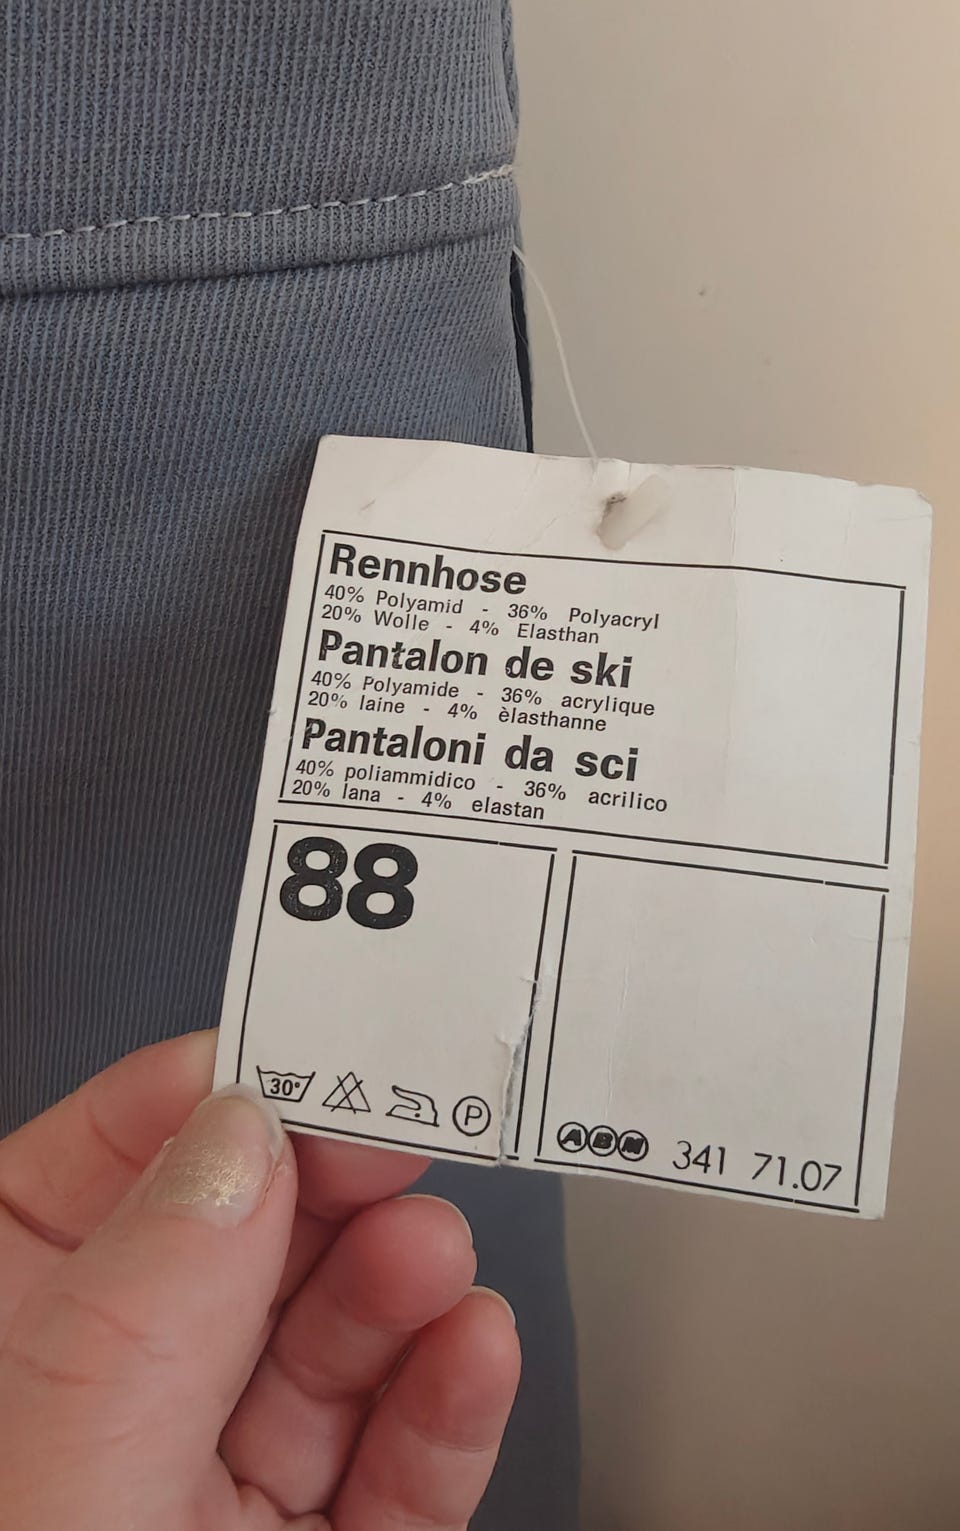 Rennhose
40% Polyamid - 36% Polyacryl
20% Wolle - 4% Elasthan
Pantalon de ski
40% Polyamide - 36% acrylique
20% laine - 4% èlasthanne
Pantaloni da sci
40% poliammidico - 36% acrilico
20% lana - 4% elastan
88
30° P
ABM 341 71.07